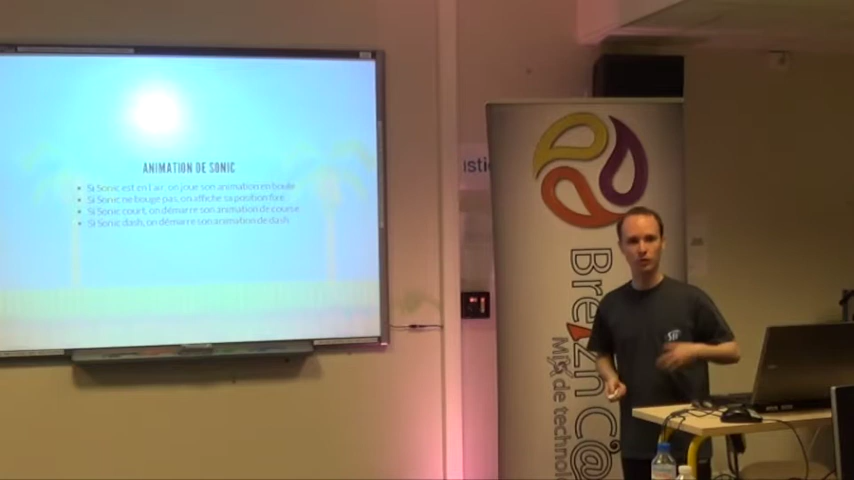 ANIMATION DE SONIC
• Si Sonic est en l'air, on joue son animation en boule
• Si Sonic ne bouge pas, on affiche sa position fixe
• Si Sonic court, on démarre son animation de course
• Si Sonic dash, on démarre son animation de dash
Breizh C@
Mix de technol